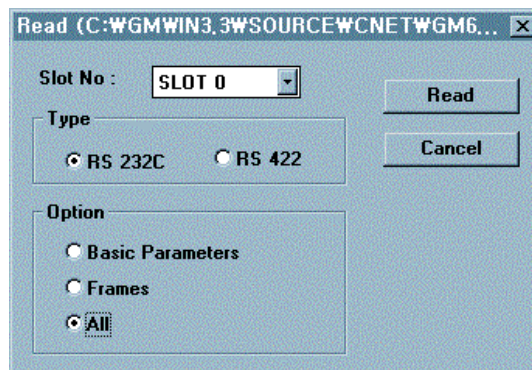 Read (C:₩GMWIN3,3₩SOURCE₩CNET₩GM6...
Slot No :
SLOT 0
Read
Type
RS 232C
RS 422
Cancel
Option
Basic Parameters
Frames
All